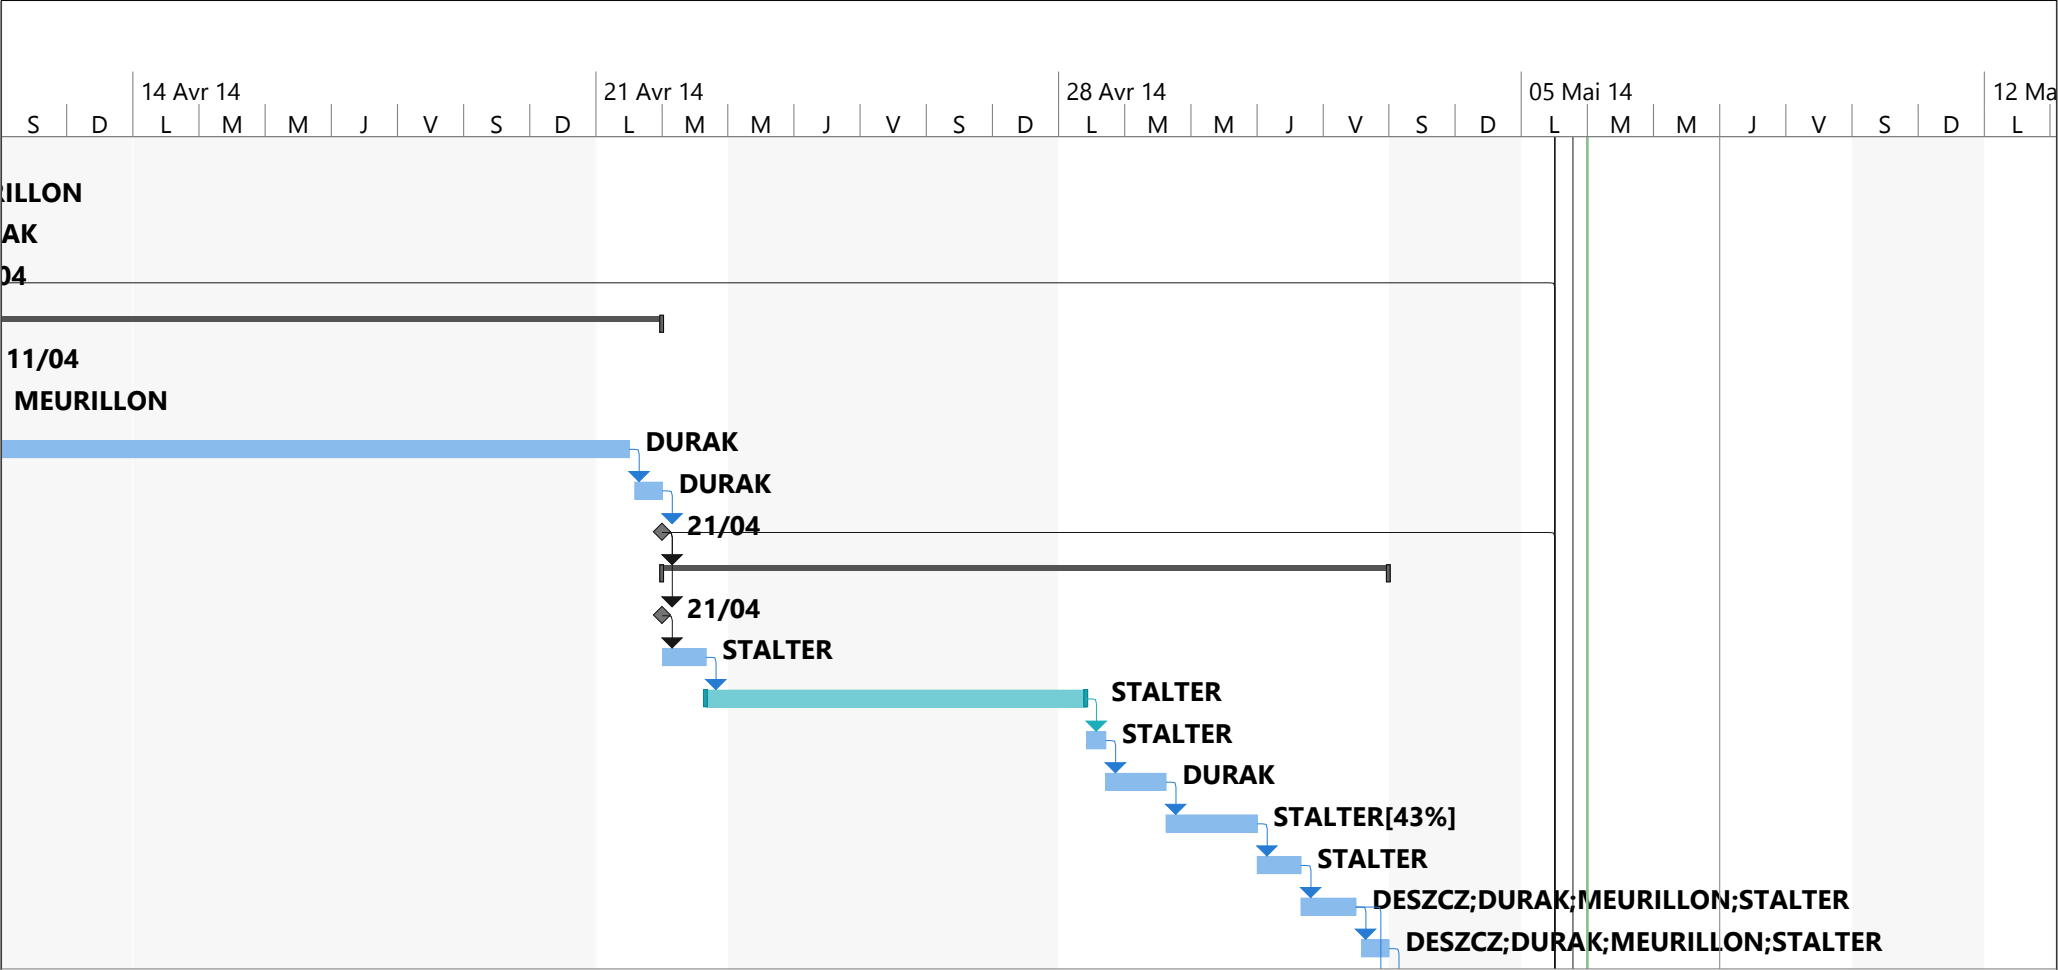 14 Avr 14 21 Avr 14 28 Avr 14 05 Mai 14 12 Ma
S D L M M J V S D L M M J V S D L M M J V S D L M M J V S D L
RILLON
AK
04
11/04
MEURILLON
DURAK
DURAK
21/04
21/04
STALTER
STALTER
STALTER
DURAK
STALTER[43%]
STALTER
DESZCZ;DURAK;MEURILLON;STALTER
DESZCZ;DURAK;MEURILLON;STALTER